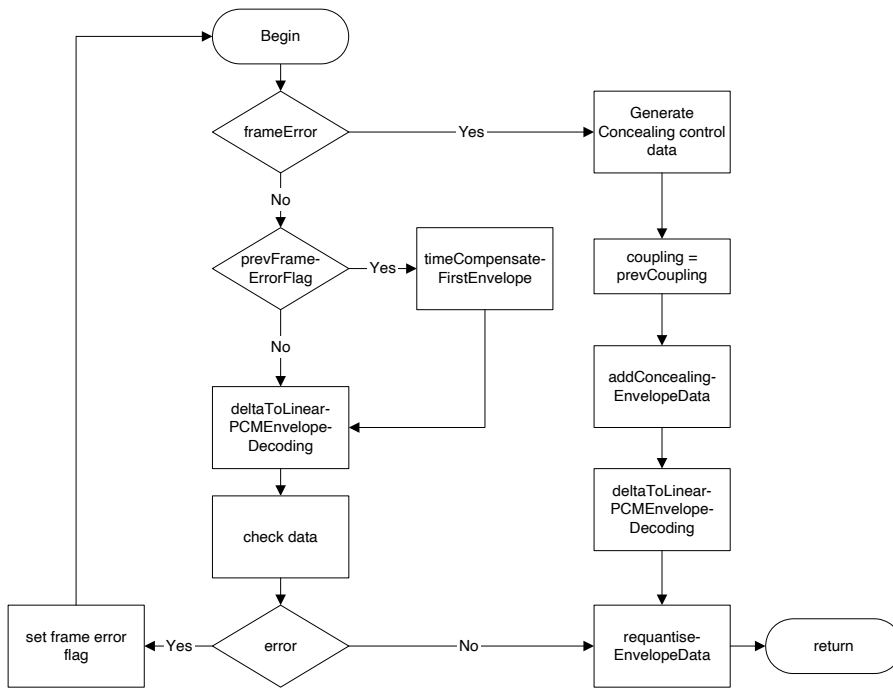 Begin
frameError
Yes
Generate
Concealing control
data
No
prevFrame-
ErrorFlag
Yes
timeCompensate-
FirstEnvelope
coupling =
prevCoupling
No
deltaToLinear-
PCMEnvelope-
Decoding
addConcealing-
EnvelopeData
check data
deltaToLinear-
PCMEnvelope-
Decoding
set frame error
flag
Yes
error
No
requantise-
EnvelopeData
return